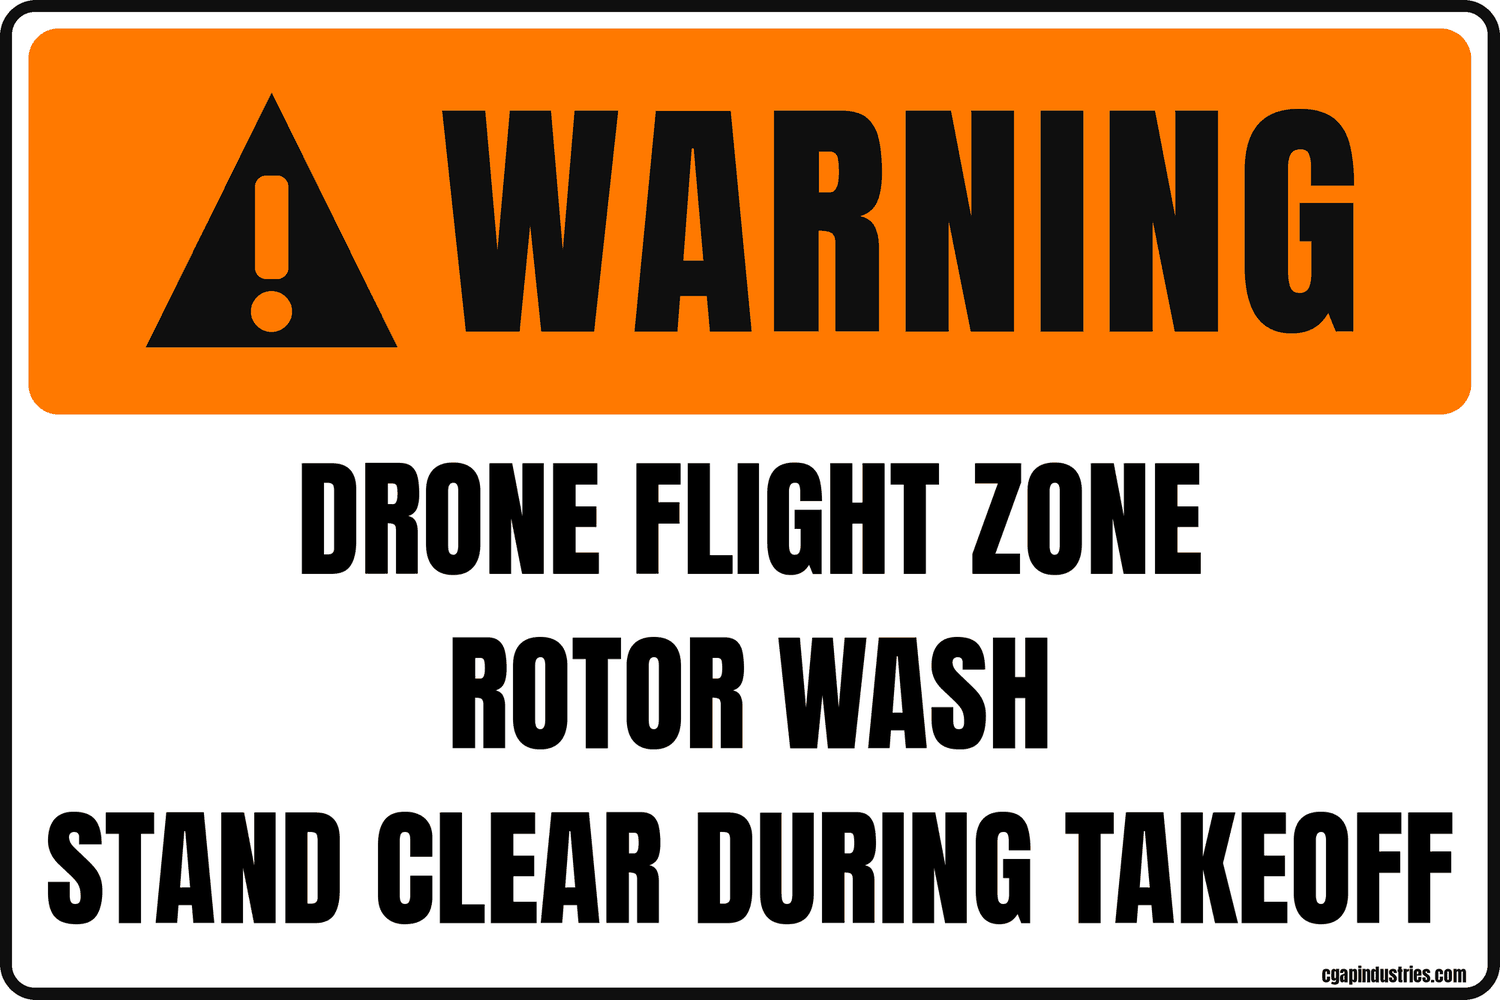 WARNING
DRONE FLIGHT ZONE
ROTOR WASH
STAND CLEAR DURING TAKEOFF
cgapindustries.com